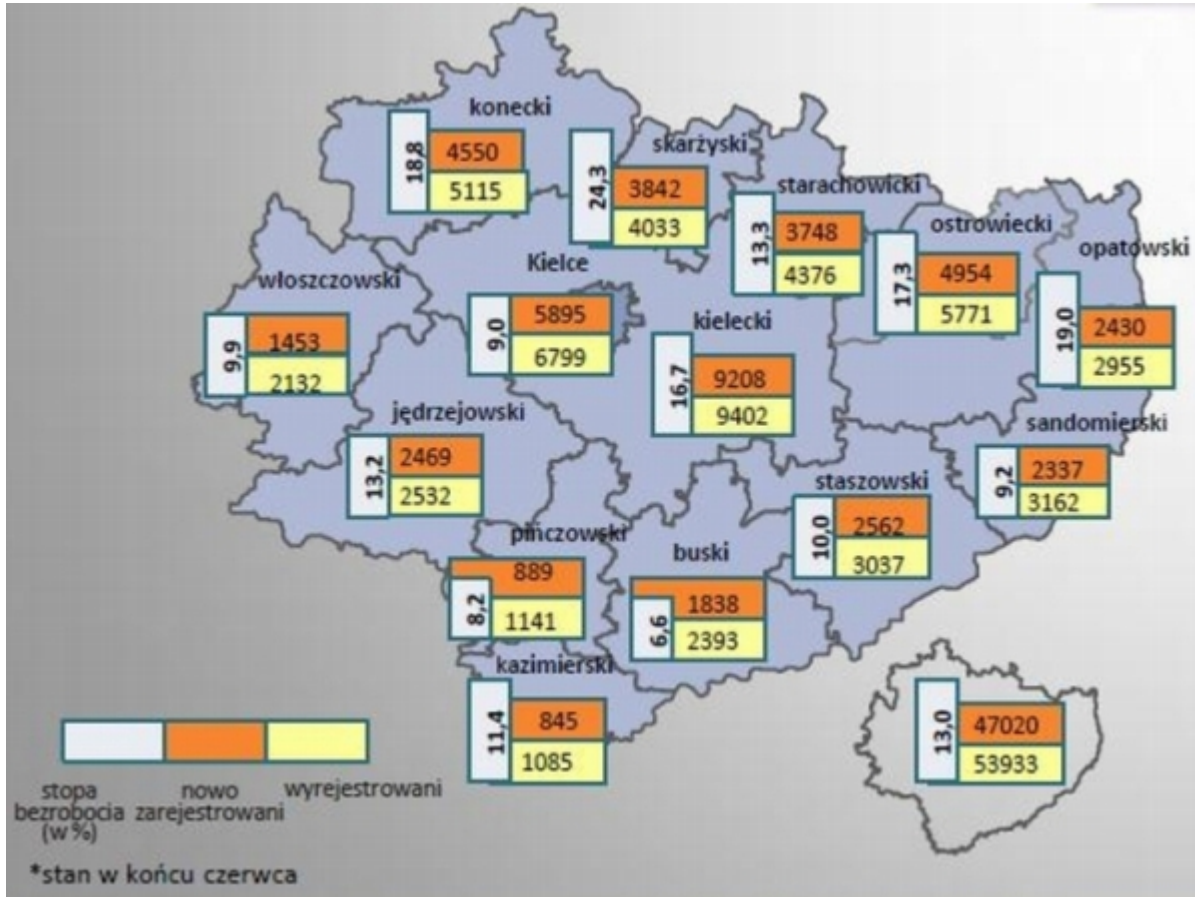 konecki
18,8
4550
5115
skarżyski
24,3
3842
4033
starachowicki
13,3
3748
4376
ostrowiecki
17,3
4954
5771
opatowski
19,0
2430
2955
włoszczowski
9,9
1453
2132
Kielce
9,0
5895
6799
kielecki
16,7
9208
9402
jędrzejowski
13,2
2469
2532
sandomierski
9,2
2337
3162
staszowski
10,0
2562
3037
pińczowski
8,2
889
1141
buski
6,6
1838
2393
kazimierski
11,4
845
1085
13,0
47020
53933
stopa
bezrobocia
(w %)
nowo
zarejestrowani
wyrejestrowani
*stan w końcu czerwca